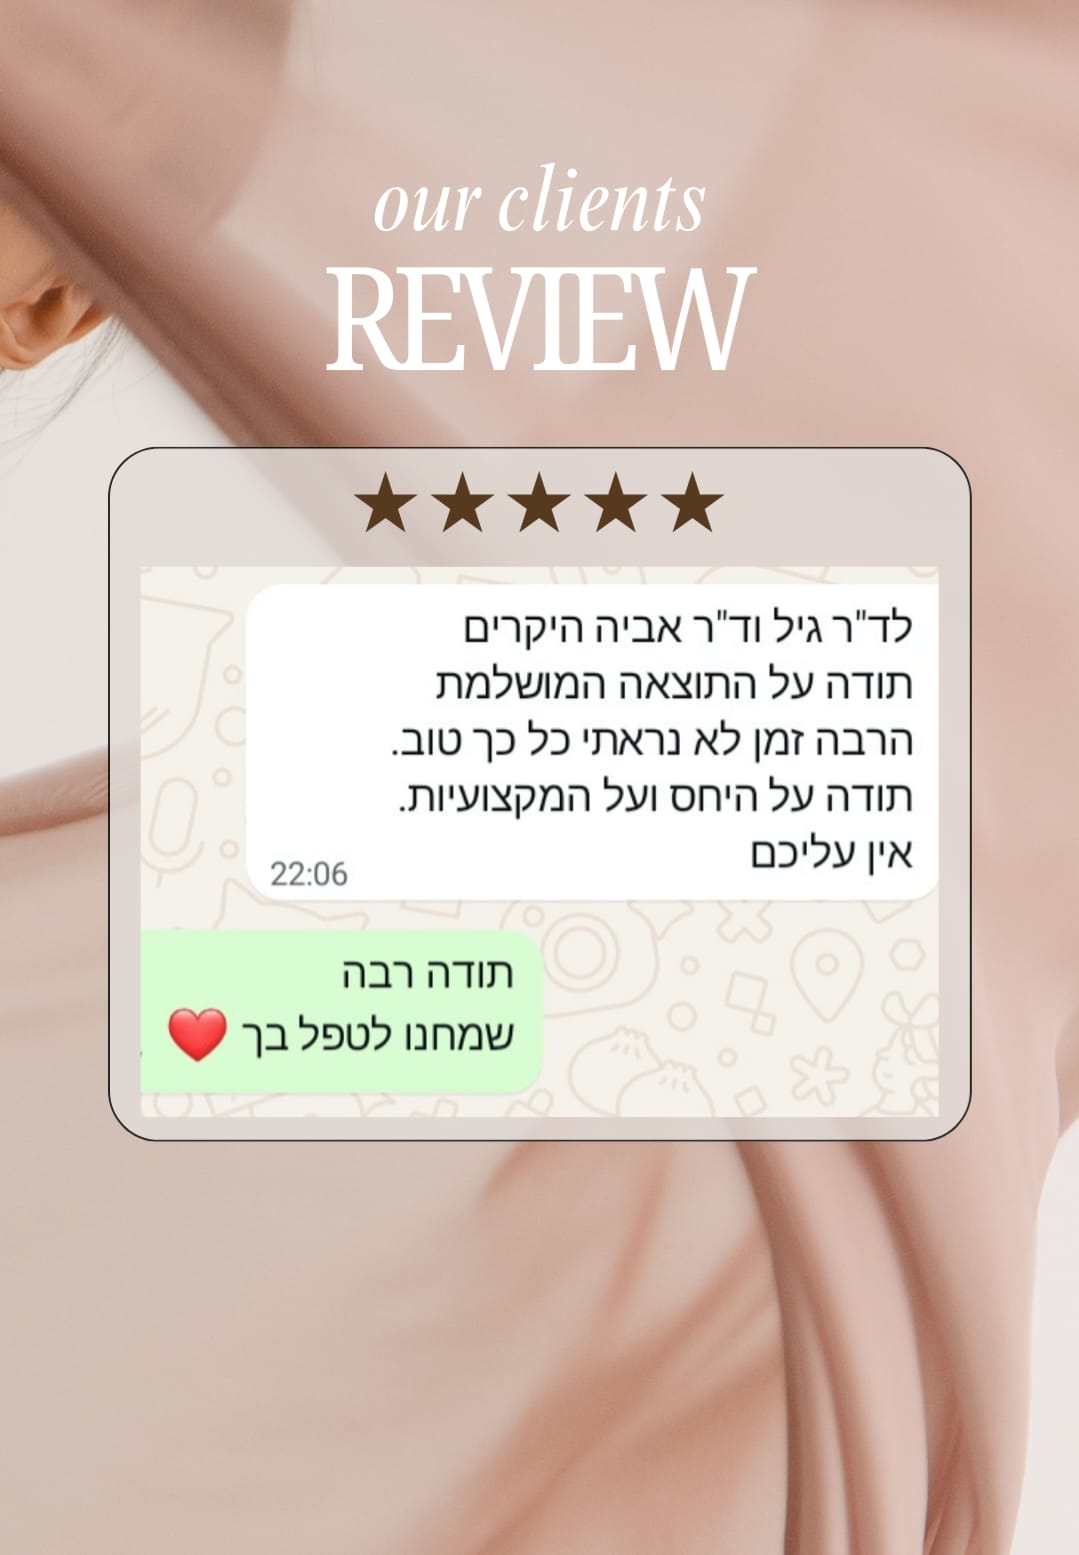 our clients
REVIEW
לד"ר גיל וד"ר אביה היקרים
תודה על התוצאה המושלמת
הרבה זמן לא נראתי כל כך טוב.
תודה על היחס ועל המקצועיות.
אין עליכם
22:06
תודה רבה
שמחנו לטפל בך ❤️